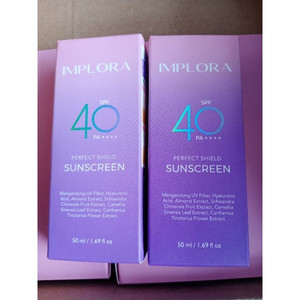 IMPLORA
SPF
40
PA++++
PERFECT SHIELD
SUNSCREEN
Mengandung UV Filter, Hyaluronic
Acid, Almond Extract, Schisandra
Chinensis Fruit Extract, Camellia
Sinensis Leaf Extract, Carthamus
Tinctorius Flower Extract.
50 ml / 1.69 fl oz
IMPLORA
SPF
40
PA++++
PERFECT SHIELD
SUNSCREEN
Mengandung UV Filter, Hyaluronic
Acid, Almond Extract, Schisandra
Chinensis Fruit Extract, Camellia
Sinensis Leaf Extract, Carthamus
Tinctorius Flower Extract.
50 ml / 1.69 fl oz